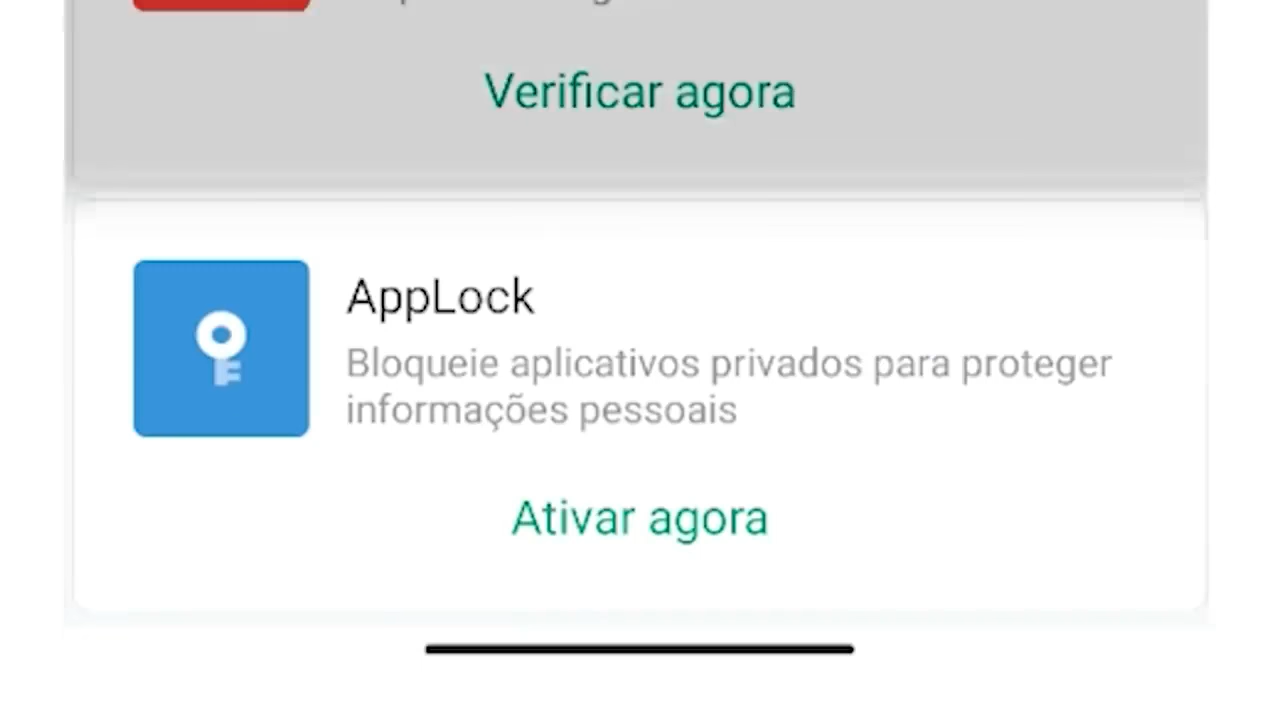 Verificar agora
AppLock
Bloqueie aplicativos privados para proteger
informações pessoais
Ativar agora